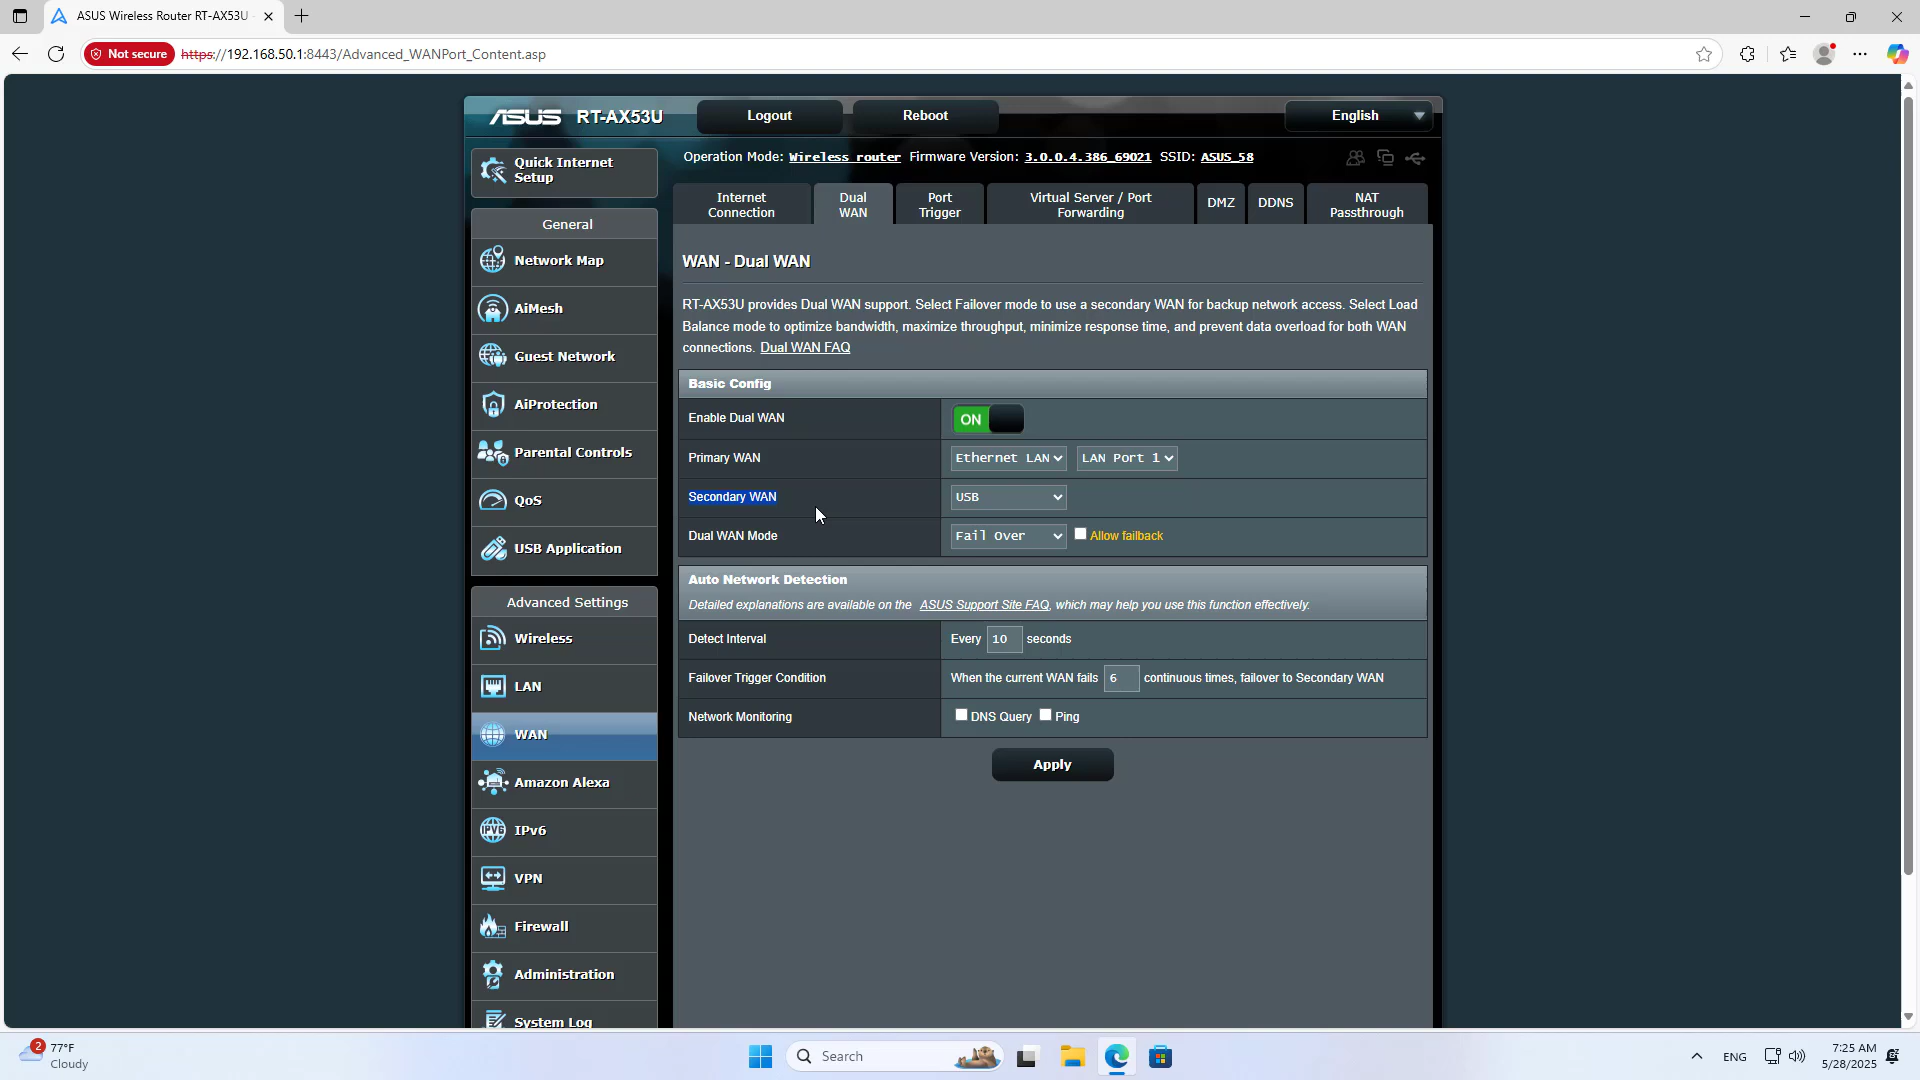 ASUS Wireless Router RT-AX53U
Not secure
https://192.168.50.1:8443/Advanced_WANPort_Content.asp
ASUS RT-AX53U
Logout
Reboot
English
Quick Internet
Setup
Operation Mode: Wireless router Firmware Version: 3.0.0.4.386_69021 SSID: ASUS_58
General
Network Map
AiMesh
Guest Network
AiProtection
Parental Controls
QoS
USB Application
Advanced Settings
Wireless
LAN
WAN
Amazon Alexa
IPv6
VPN
Firewall
Administration
System Log
Internet
Connection
Dual
WAN
Port
Trigger
Virtual Server / Port
Forwarding
DMZ
DDNS
NAT
Passthrough
WAN - Dual WAN
RT-AX53U provides Dual WAN support. Select Failover mode to use a secondary WAN for backup network access. Select Load
Balance mode to optimize bandwidth, maximize throughput, minimize response time, and prevent data overload for both WAN
connections. Dual WAN FAQ
Basic Config
Enable Dual WAN
ON
Primary WAN
Ethernet LAN
LAN Port 1
Secondary WAN
USB
Dual WAN Mode
Fail Over
Allow failback
Auto Network Detection
Detailed explanations are available on the ASUS Support Site FAQ, which may help you use this function effectively.
Detect Interval
Every 10 seconds
Failover Trigger Condition
When the current WAN fails 6 continuous times, failover to Secondary WAN
Network Monitoring
DNS Query
Ping
Apply
2
77°F
Cloudy
Search
ENG
7:25 AM
5/28/2025